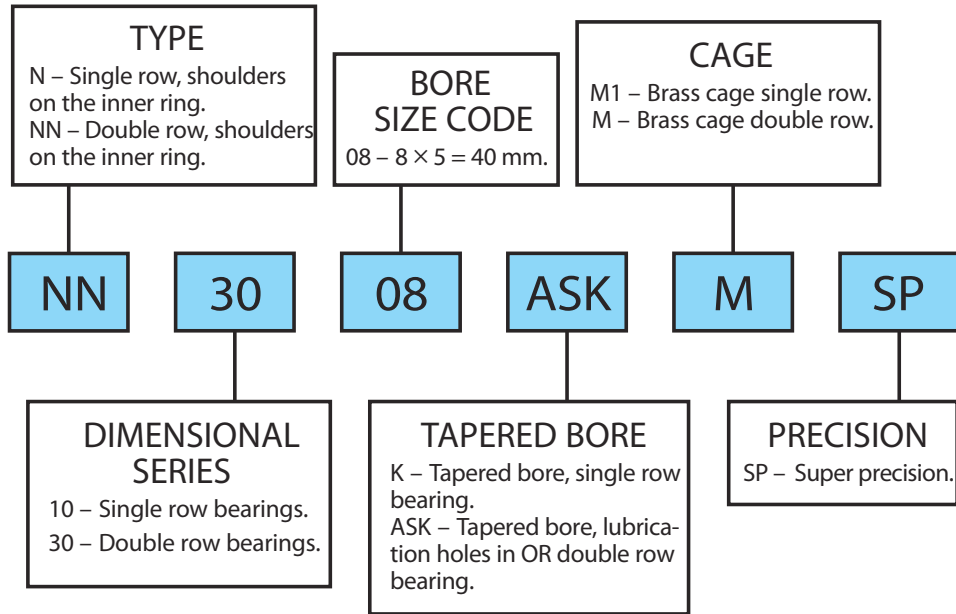 TYPE
N – Single row, shoulders
on the inner ring.
NN – Double row, shoulders
on the inner ring.
BORE
SIZE CODE
08 – 8 × 5 = 40 mm.
CAGE
M1 – Brass cage single row.
M – Brass cage double row.
NN 30 08 ASK M SP
DIMENSIONAL
SERIES
10 – Single row bearings.
30 – Double row bearings.
TAPERED BORE
K – Tapered bore, single row
bearing.
ASK – Tapered bore, lubrica-
tion holes in OR double row
bearing.
PRECISION
SP – Super precision.